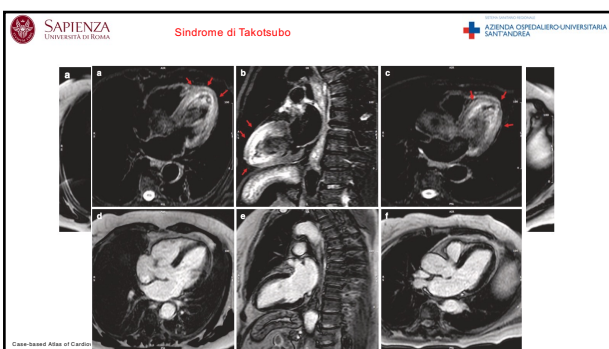 SAPIENZA
UNIVERSITÀ DI ROMA
Sindrome di Takotsubo
AZIENDA OSPEDALIERO-UNIVERSITARIA
SANT'ANDREA
a
a
b
c
d
e
f
Case-based Atlas of Cardio